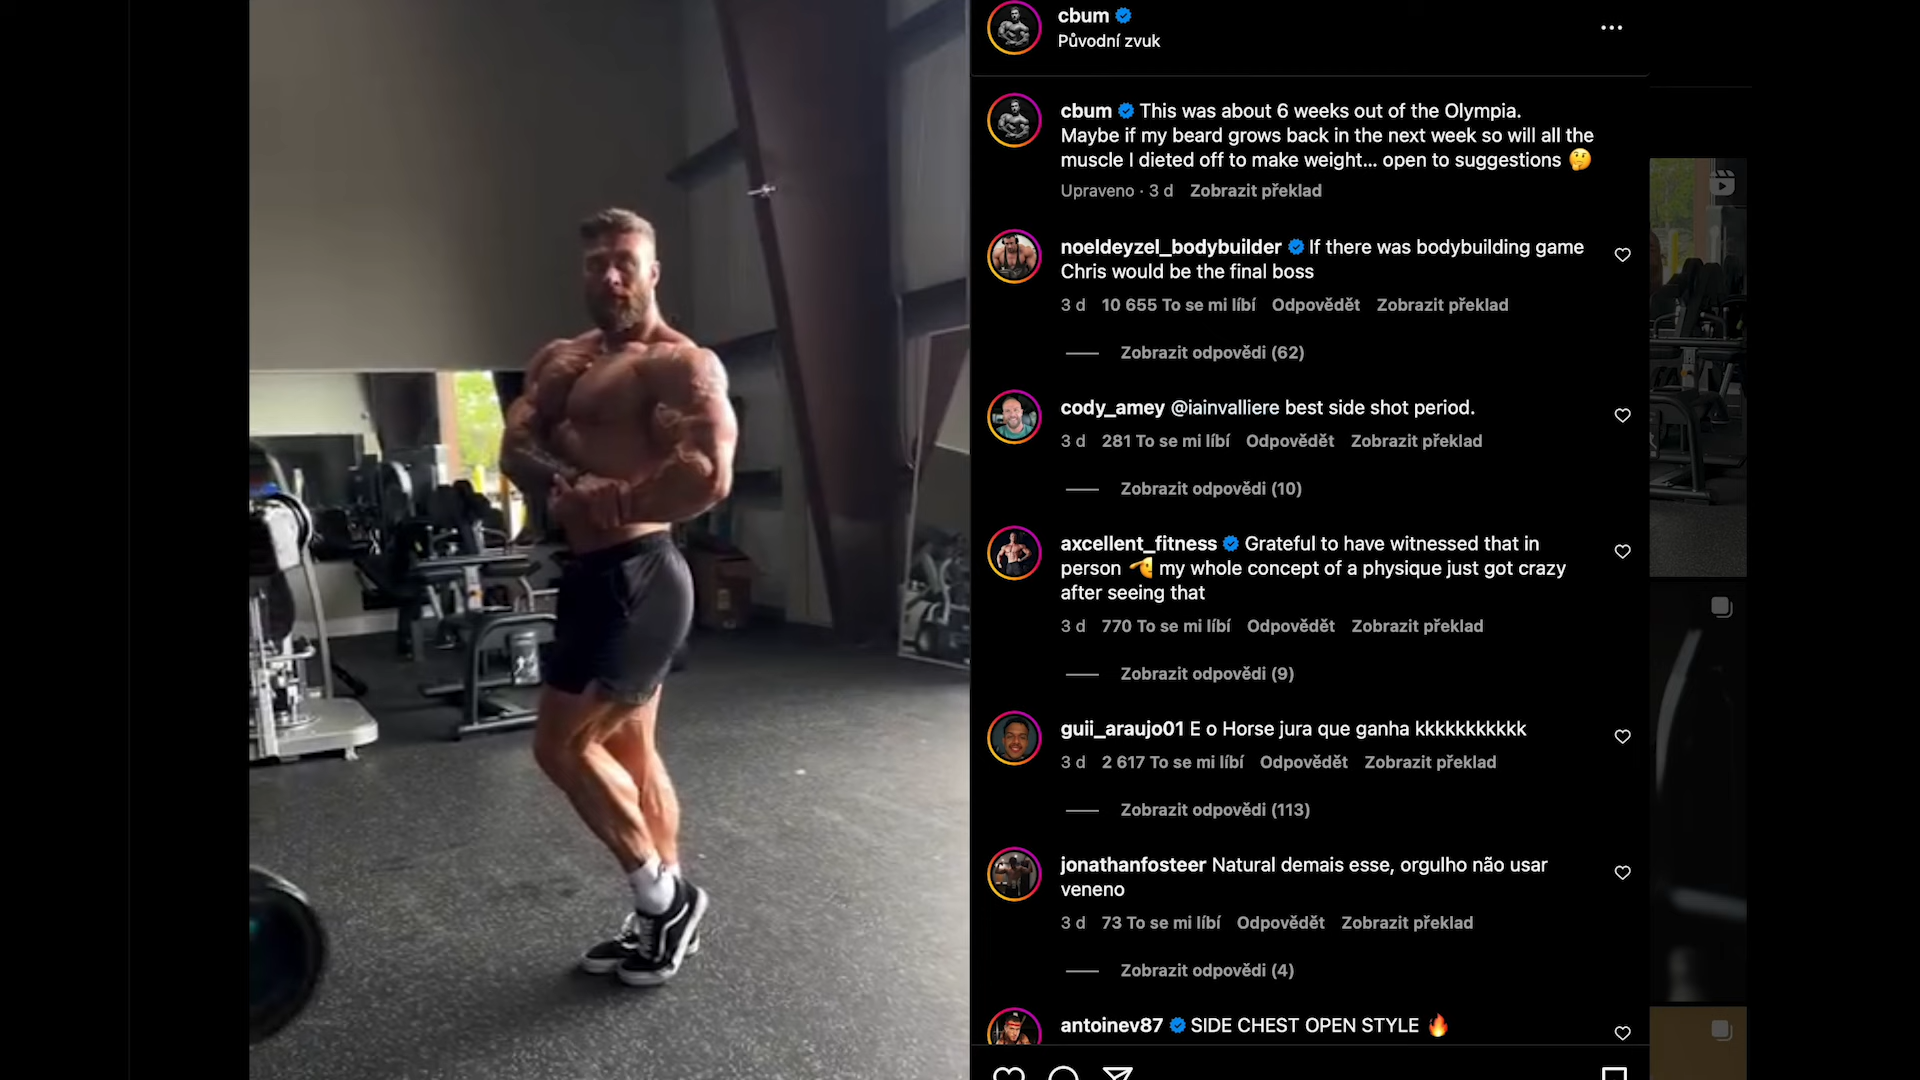 cbum
Původní zvuk
cbum This was about 6 weeks out of the Olympia.
Maybe if my beard grows back in the next week so will all the
muscle I dieted off to make weight... open to suggestions 🤔
Upraveno · 3 d Zobrazit překlad
noeldeyzel_bodybuilder If there was bodybuilding game
Chris would be the final boss
3 d 10 655 To se mi líbí Odpovědět Zobrazit překlad
Zobrazit odpovědi (62)
cody_amey @iainvalliere best side shot period.
3 d 281 To se mi líbí Odpovědět Zobrazit překlad
Zobrazit odpovědi (10)
axcellent_fitness Grateful to have witnessed that in
person 🫡 my whole concept of a physique just got crazy
after seeing that
3 d 770 To se mi líbí Odpovědět Zobrazit překlad
Zobrazit odpovědi (9)
guii_araujo01 E o Horse jura que ganha kkkkkkkkkkk
3 d 2 617 To se mi líbí Odpovědět Zobrazit překlad
Zobrazit odpovědi (113)
jonathanfosteer Natural demais esse, orgulho não usar
veneno
3 d 73 To se mi líbí Odpovědět Zobrazit překlad
Zobrazit odpovědi (4)
antoinev87 SIDE CHEST OPEN STYLE 🔥